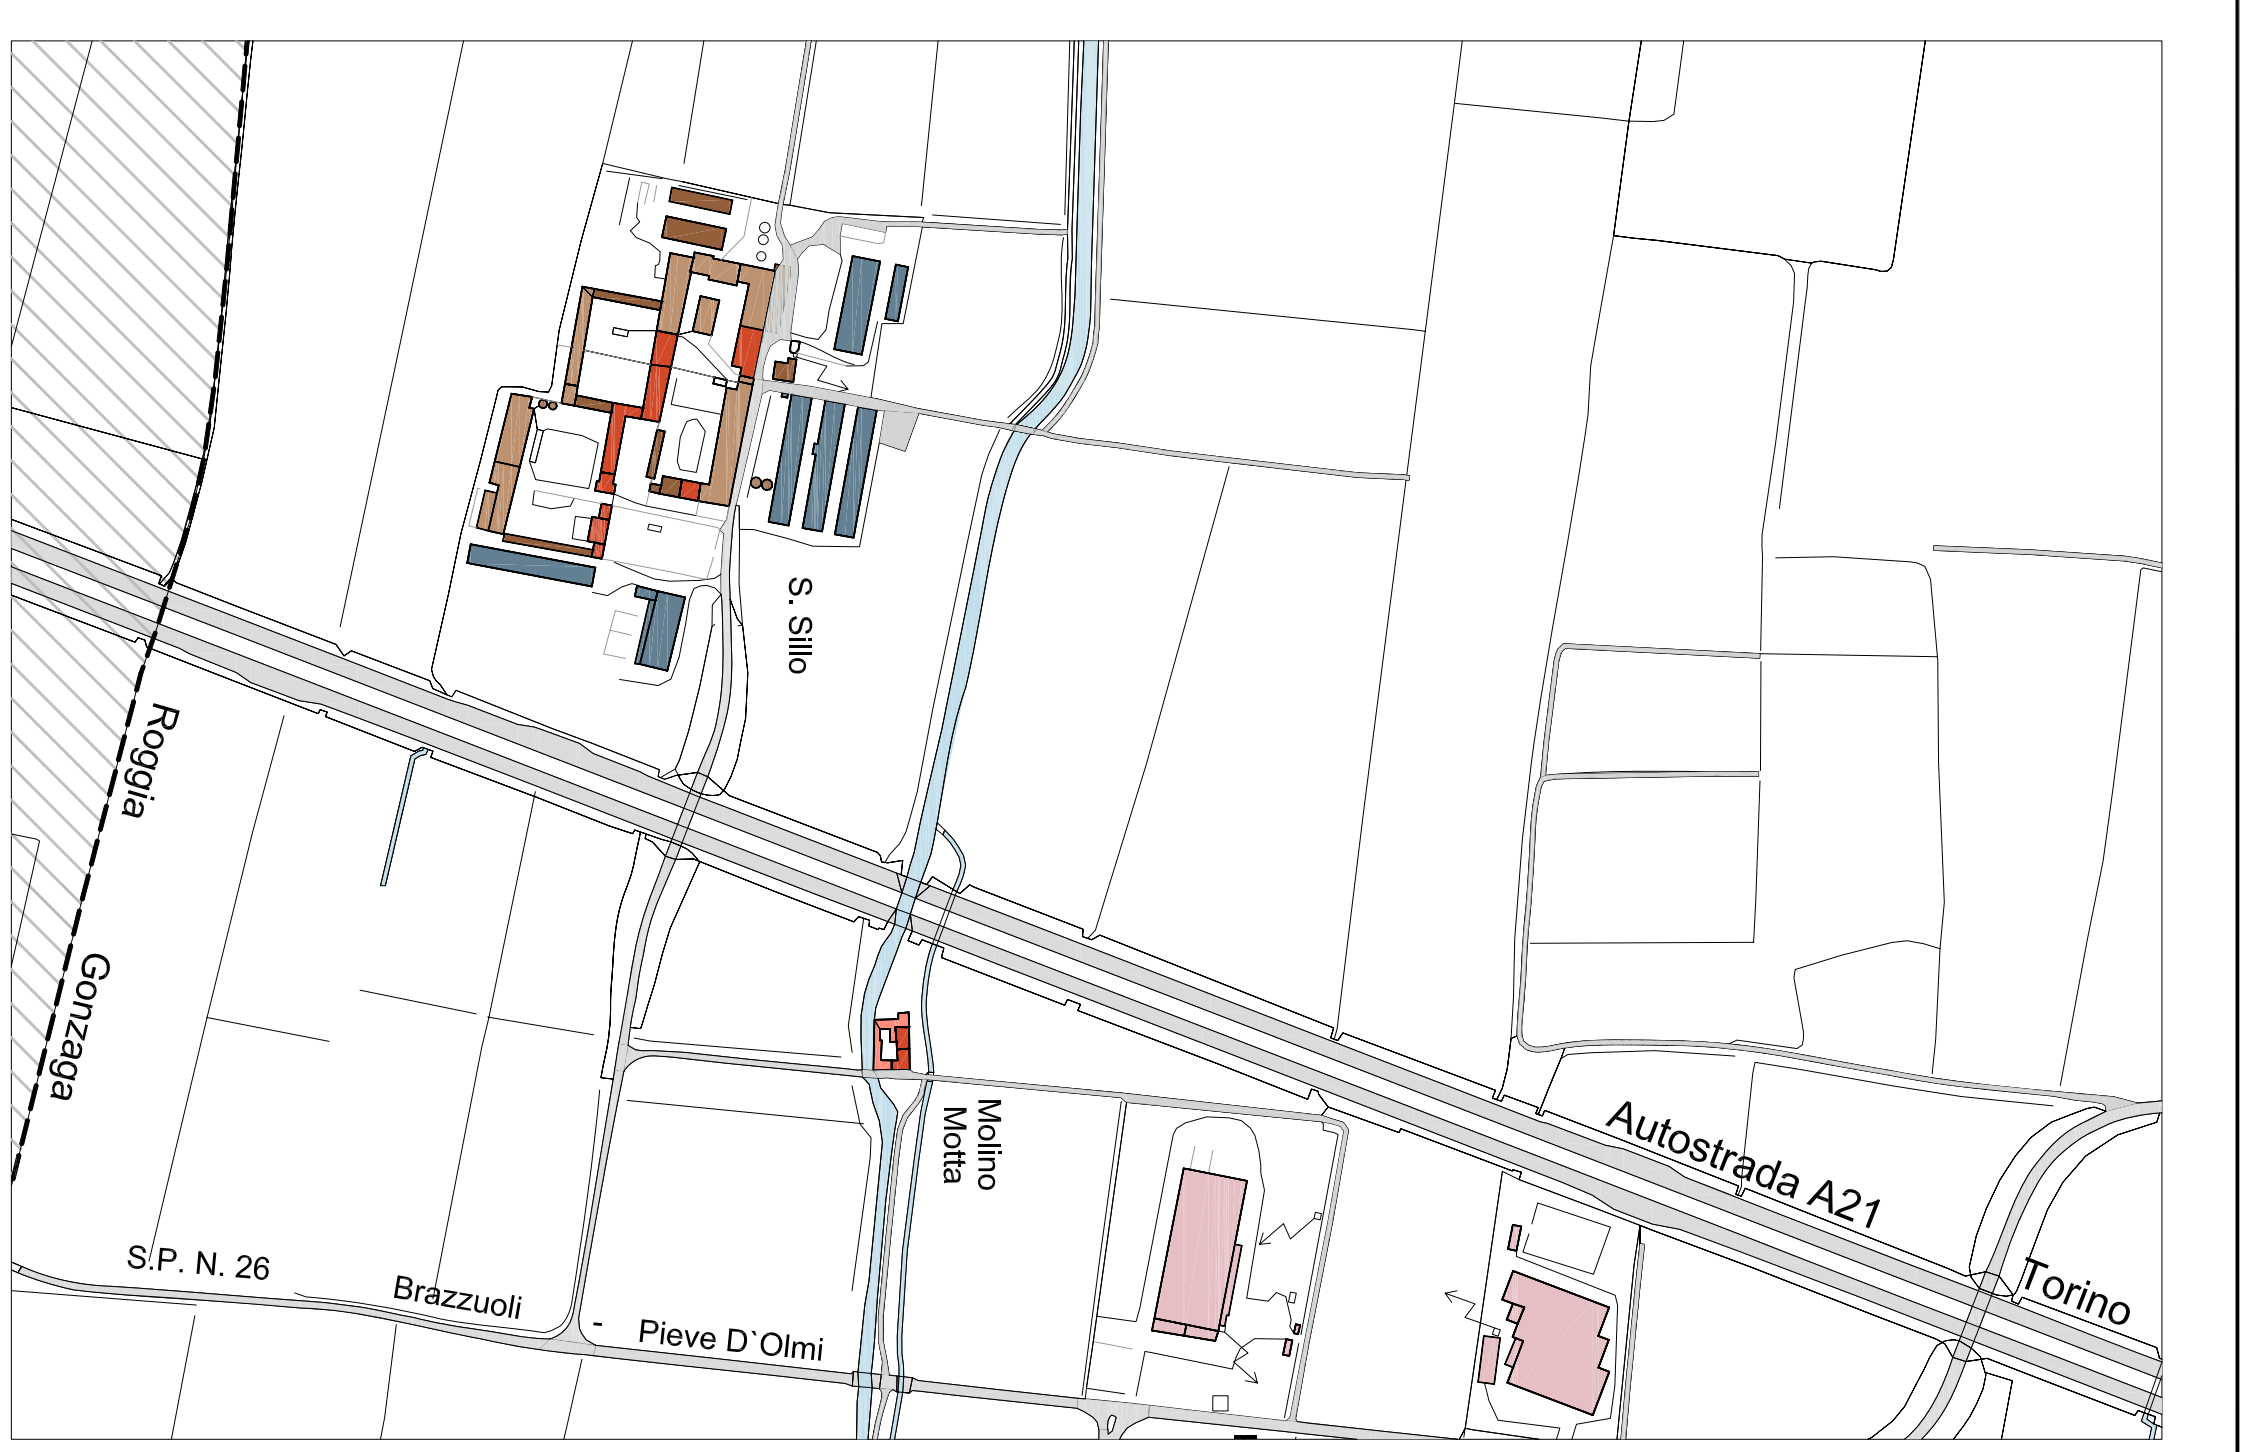 S. Sillo
Roggia
Gonzaga
Molino
Motta
Autostrada A21
Torino
S.P. N. 26
Brazzuoli
-
Pieve D`Olmi